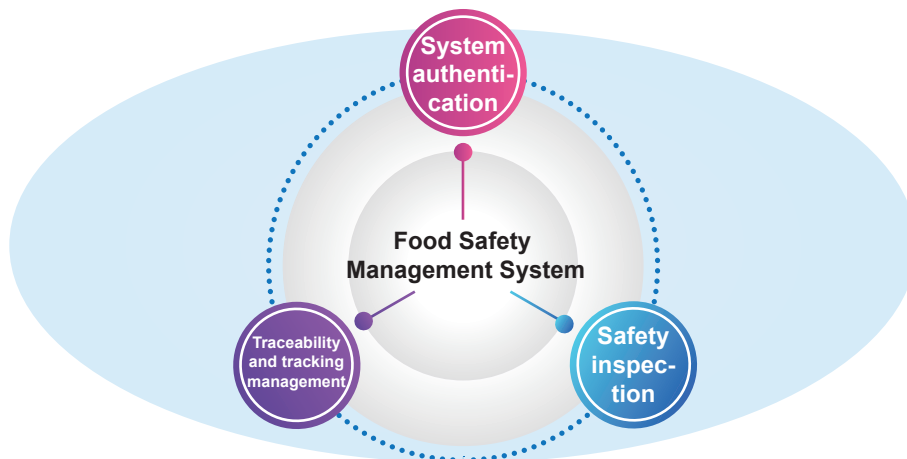 System
authenti-
cation
Food Safety
Management System
Traceability
and tracking
management
Safety
inspec-
tion